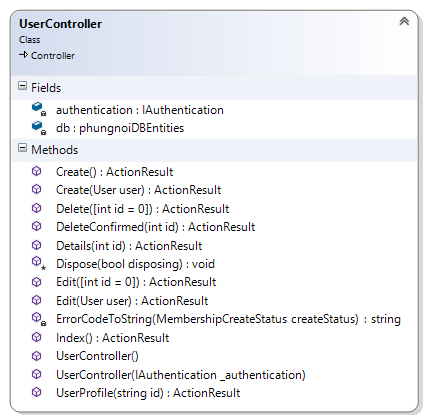 UserController
Class
Controller
Fields
authentication : IAuthentication
db : phungnoiDBEntities
Methods
Create() : ActionResult
Create(User user) : ActionResult
Delete([int id = 0]) : ActionResult
DeleteConfirmed(int id) : ActionResult
Details(int id) : ActionResult
Dispose(bool disposing) : void
Edit([int id = 0]) : ActionResult
Edit(User user) : ActionResult
ErrorCodeToString(MembershipCreateStatus createStatus) : string
Index() : ActionResult
UserController()
UserController(IAuthentication _authentication)
UserProfile(string id) : ActionResult